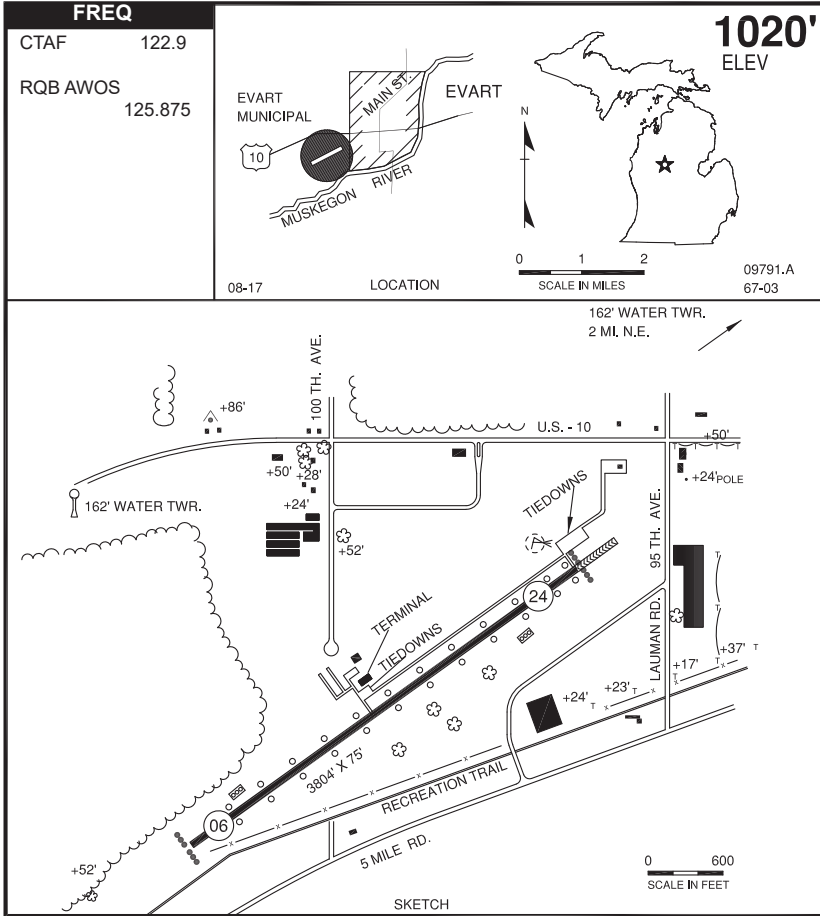 FREQ
CTAF 122.9
RQB AWOS
125.875
EVART
MUNICIPAL
10
MAIN ST.
EVART
MUSKEGON RIVER
08-17
LOCATION
N
0 1 2
SCALE IN MILES
1020'
ELEV
09791.A
67-03
162' WATER TWR.
2 MI. N.E.
100 TH. AVE.
+86'
U.S. - 10
+50'
+50'
+28'
+24' POLE
162' WATER TWR.
+24'
TIEDOWNS
+52'
95 TH. AVE.
24
TERMINAL
TIEDOWNS
LAUMAN RD.
T
T
T
+37' T
+17'
T
+24' T
+23' T
3804' X 75'
RECREATION TRAIL
06
5 MILE RD.
+52'
0 600
SCALE IN FEET
SKETCH